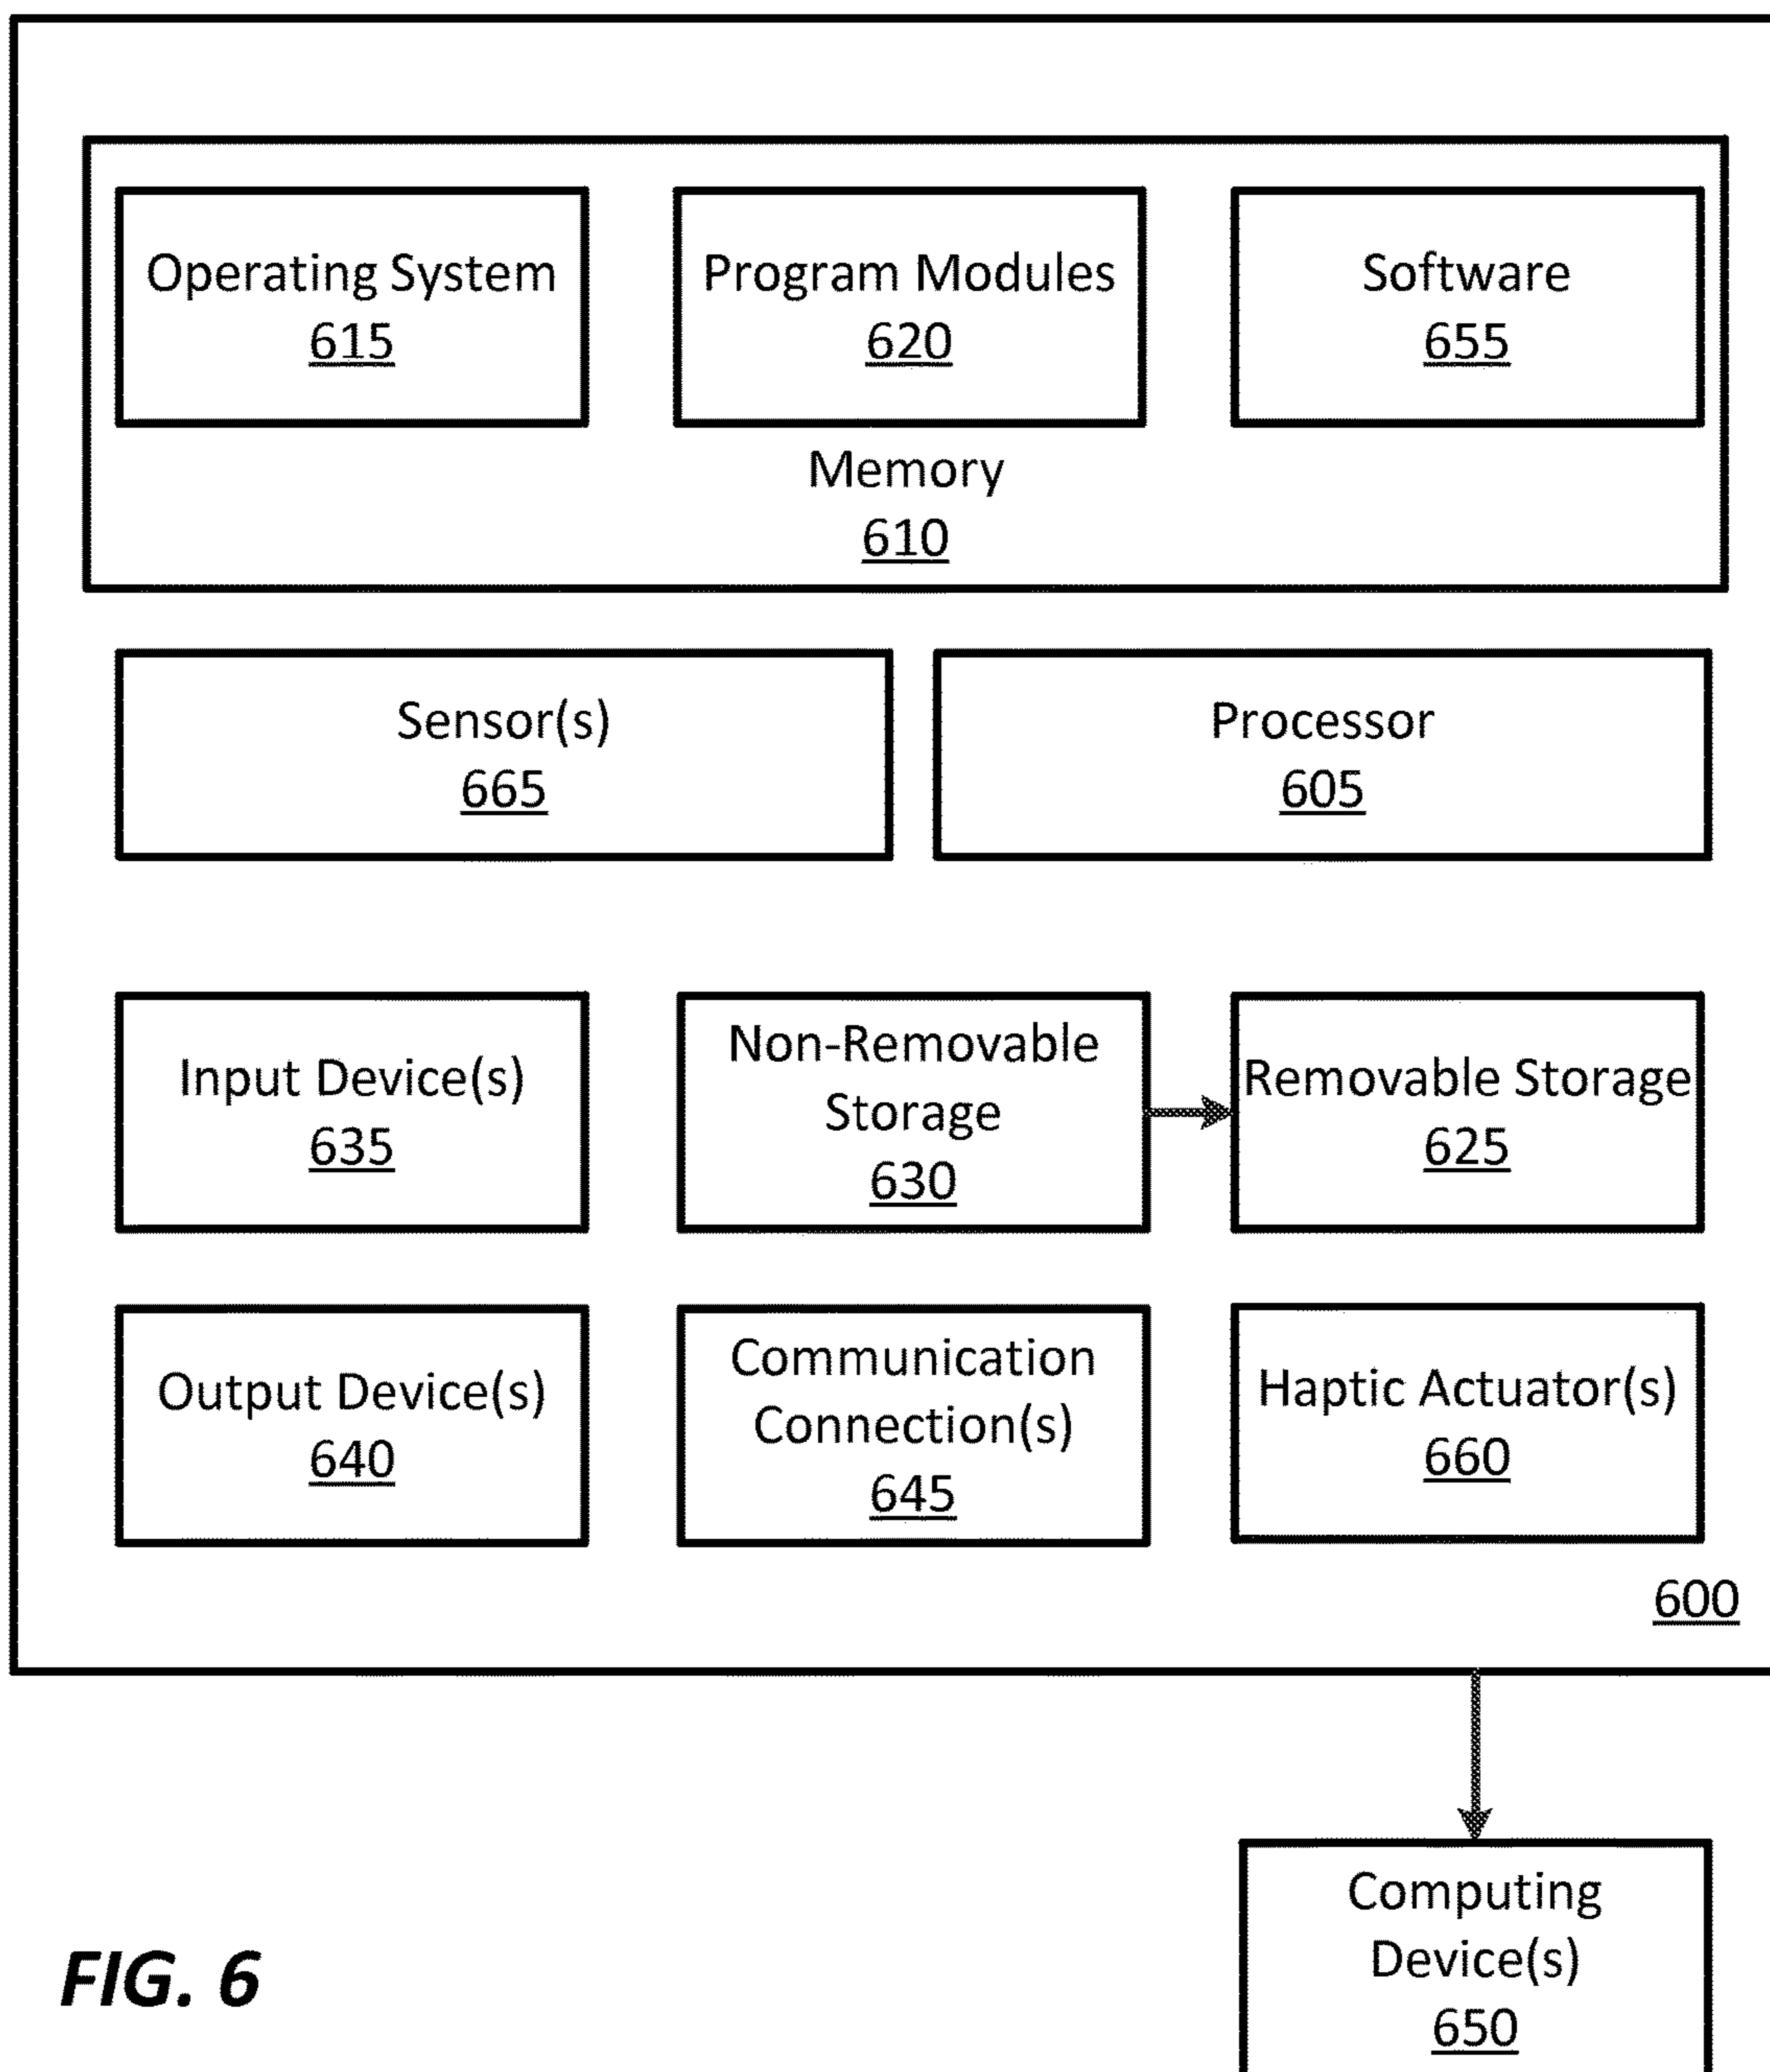 Operating System
615
Program Modules
620
Software
655
Memory
610
Sensor(s)
665
Processor
605
Input Device(s)
635
Non-Removable
Storage
630
Removable Storage
625
Output Device(s)
640
Communication
Connection(s)
645
Haptic Actuator(s)
660
600
Computing
Device(s)
650
FIG. 6